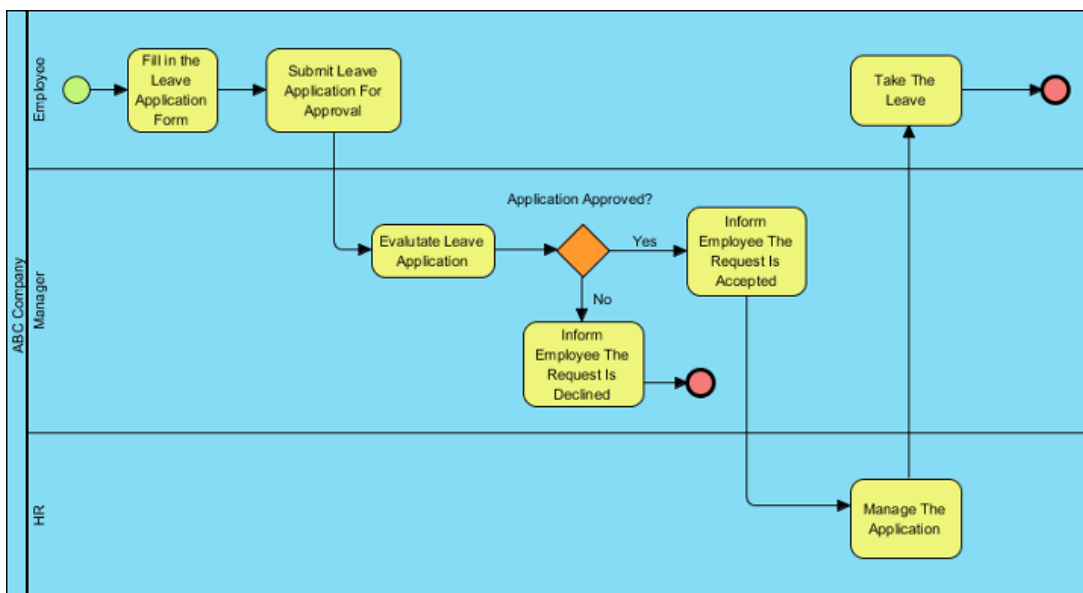 ABC Company
Employee
Fill in the
Leave
Application
Form
Submit Leave
Application For
Approval
Take The
Leave
Manager
Application Approved?
Evalutate Leave
Application
Yes
Inform
Employee The
Request Is
Accepted
No
Inform
Employee The
Request Is
Declined
HR
Manage The
Application